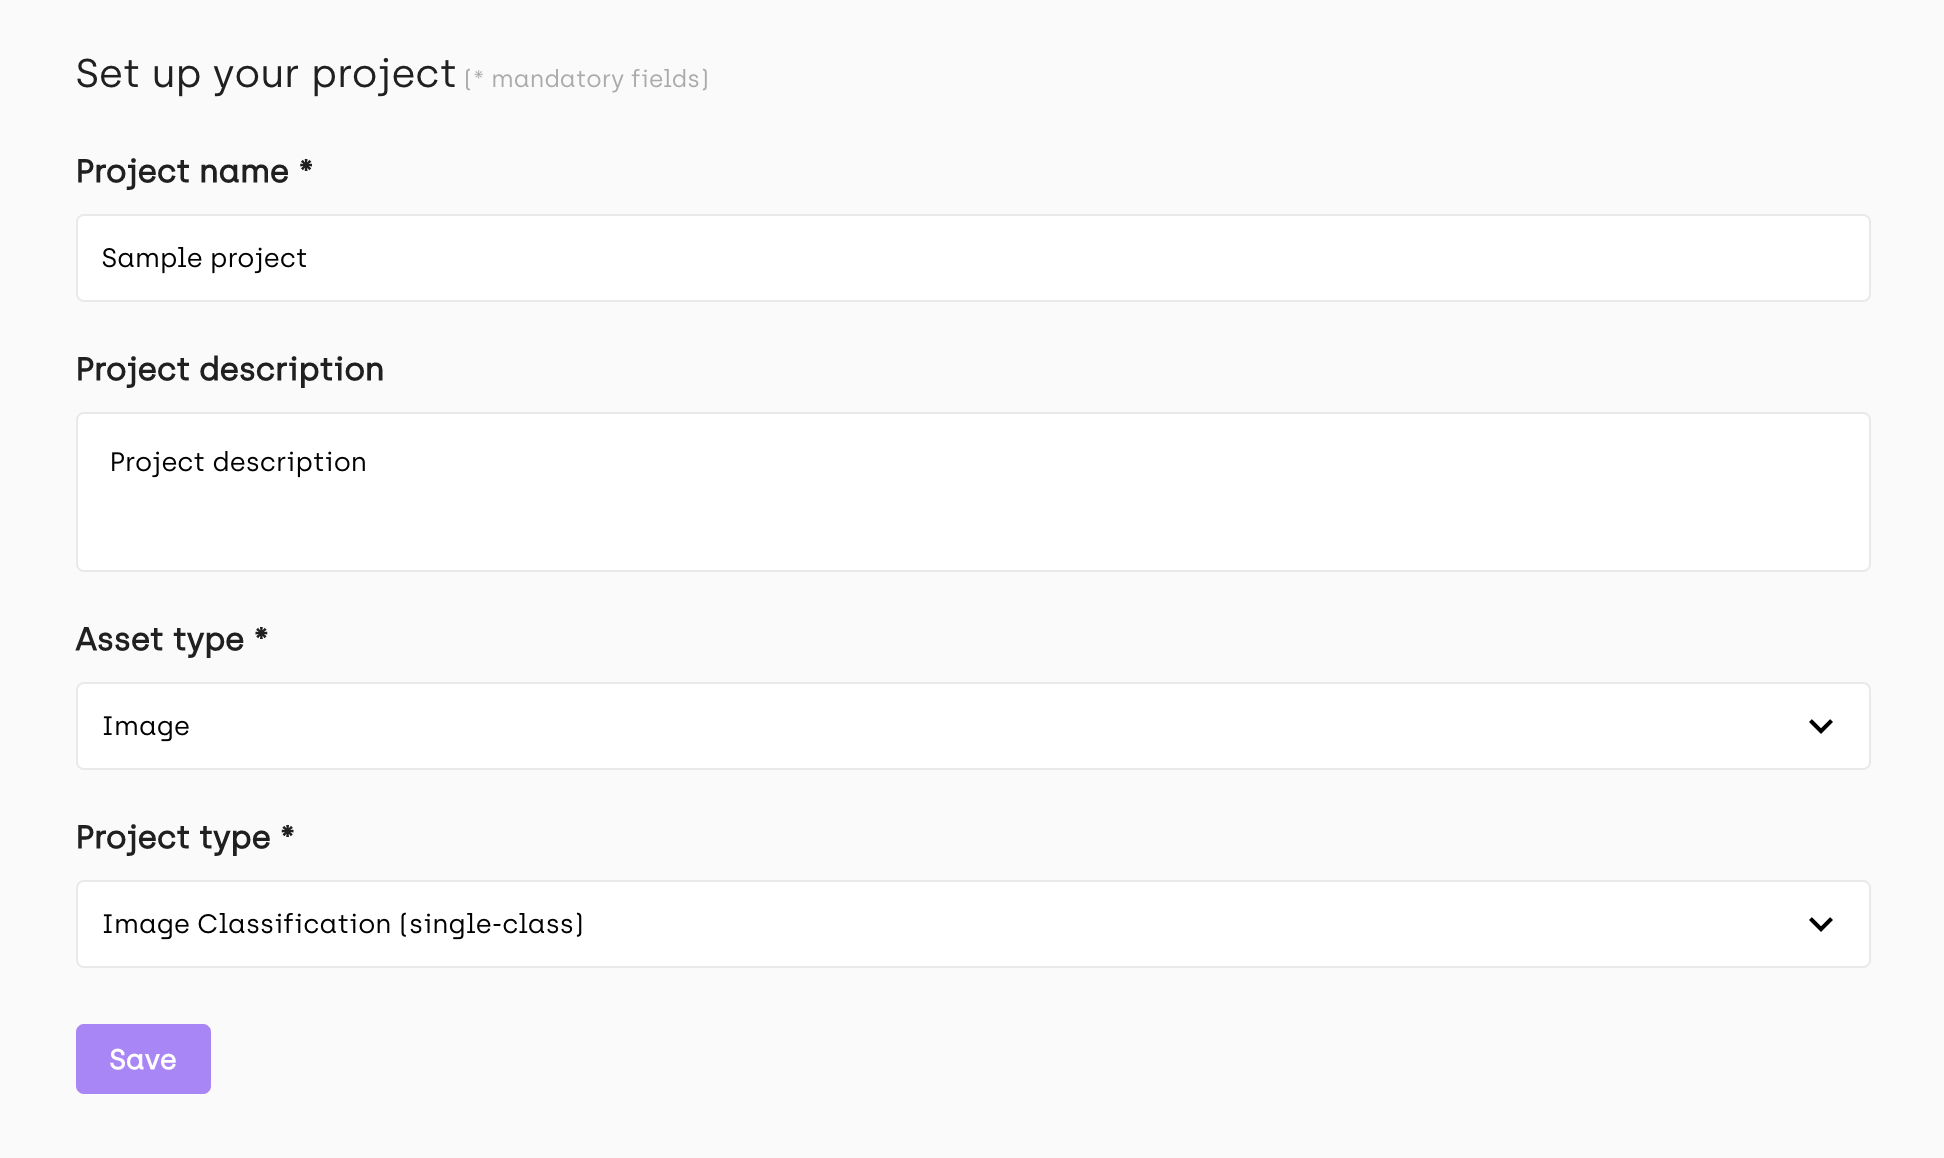 Set up your project (* mandatory fields)
Project name *
Sample project
Project description
Project description
Asset type *
Image
Project type *
Image Classification (single-class)
Save